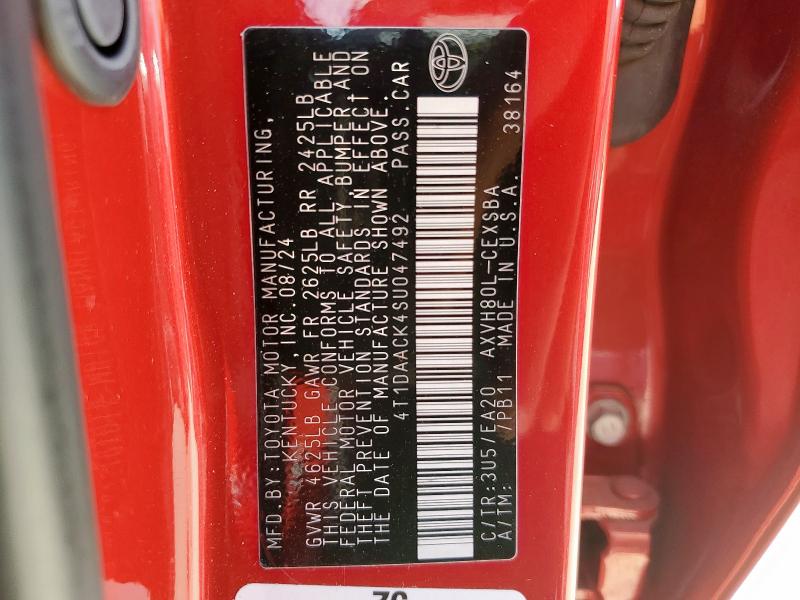 MFD.BY:TOYOTA MOTOR MANUFACTURING,
KENTUCKY, INC. 08/24
GVWR 4625LB GAWR FR 2625LB RR 2425LB
THIS VEHICLE CONFORMS TO ALL APPLICABLE
FEDERAL MOTOR VEHICLE SAFETY, BUMPER, AND
THEFT PREVENTION STANDARDS IN EFFECT ON
THE DATE OF MANUFACTURE SHOWN ABOVE.
4T1DAACK4SU047492 PASS.CAR
C/TR:3U5/EA20 AXVH80L-CEXSBA
A/TM: /PB11 MADE IN U.S.A. 38164